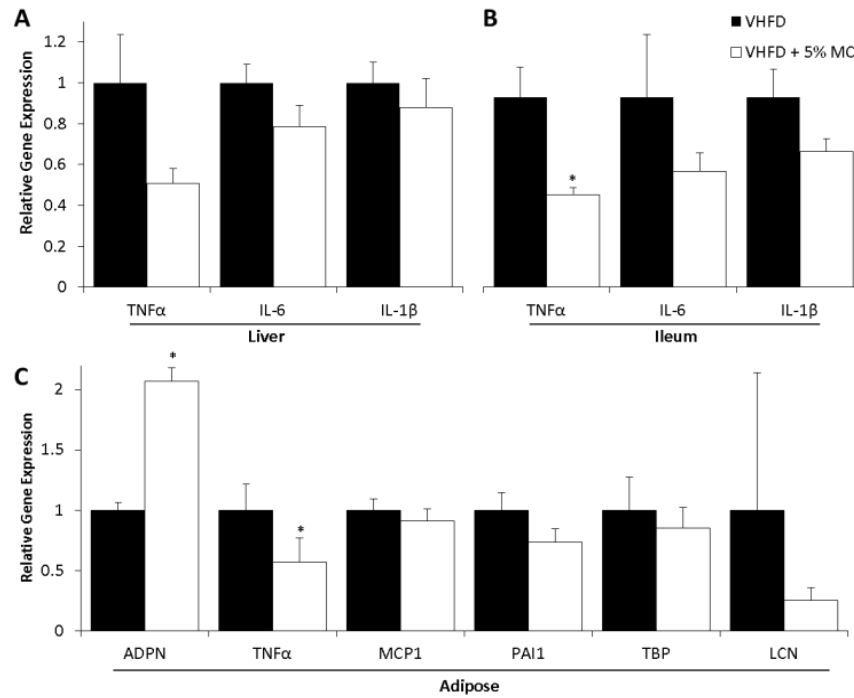 A
B
VHFD
VHFD + 5% MC
Relative Gene Expression
1.2
1
0.8
0.6
0.4
0.2
0
*
TNFα IL-6 IL-1β
Liver
TNFα IL-6 IL-1β
Ileum
C
Relative Gene Expression
2
1.5
1
0.5
0
*
*
ADPN TNFα MCP1 PAI1 TBP LCN
Adipose